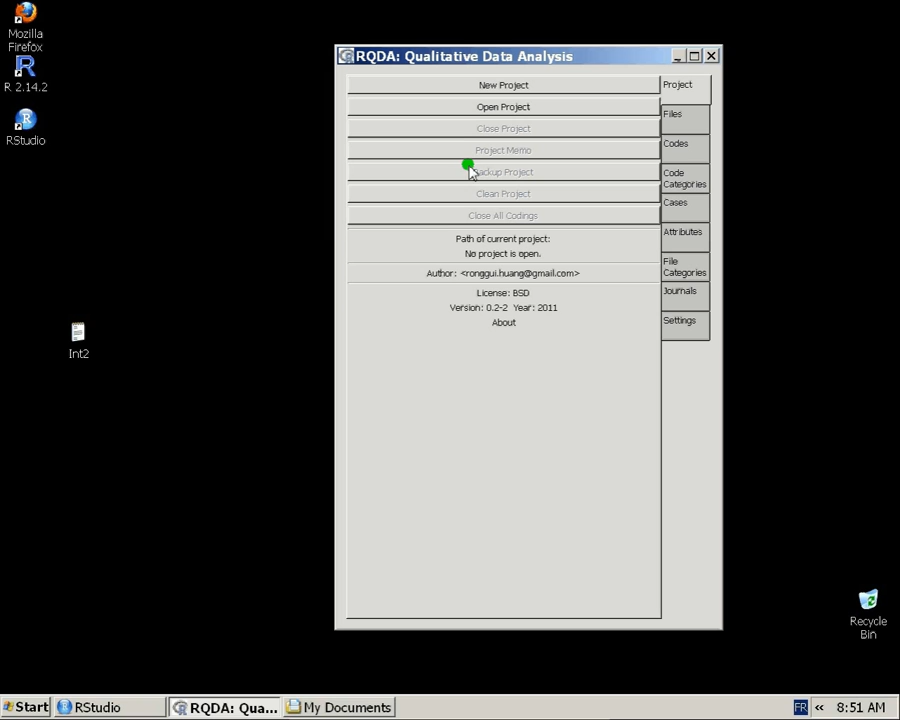 Mozilla
Firefox
R 2.14.2
RStudio
Int2
RQDA: Qualitative Data Analysis
New Project
Open Project
Close Project
Project Memo
Backup Project
Clean Project
Close All Codings
Path of current project:
No project is open.
Author: <ronggui.huang@gmail.com>
License: BSD
Version: 0.2-2 Year: 2011
About
Project
Files
Codes
Code
Categories
Cases
Attributes
File
Categories
Journals
Settings
Recycle
Bin
Start
RStudio
RQDA: Qua...
My Documents
FR
«
8:51 AM